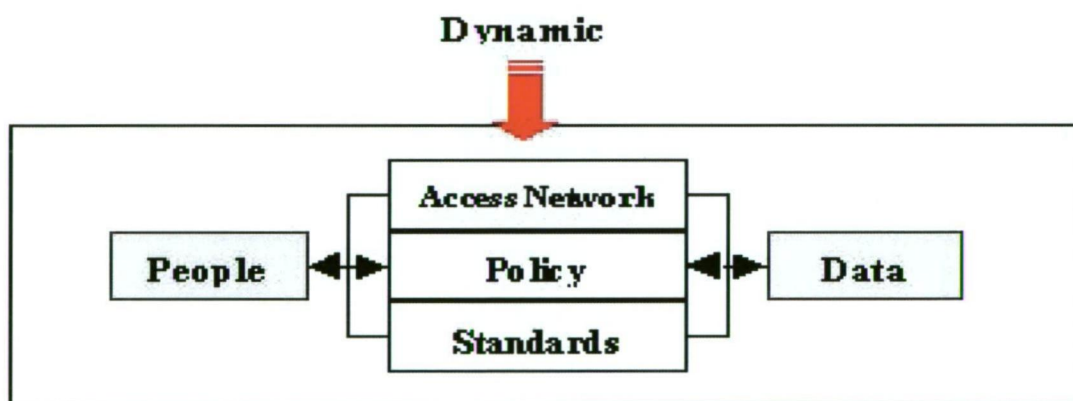 Dynamic
Access Network
People
Policy
Data
Standards